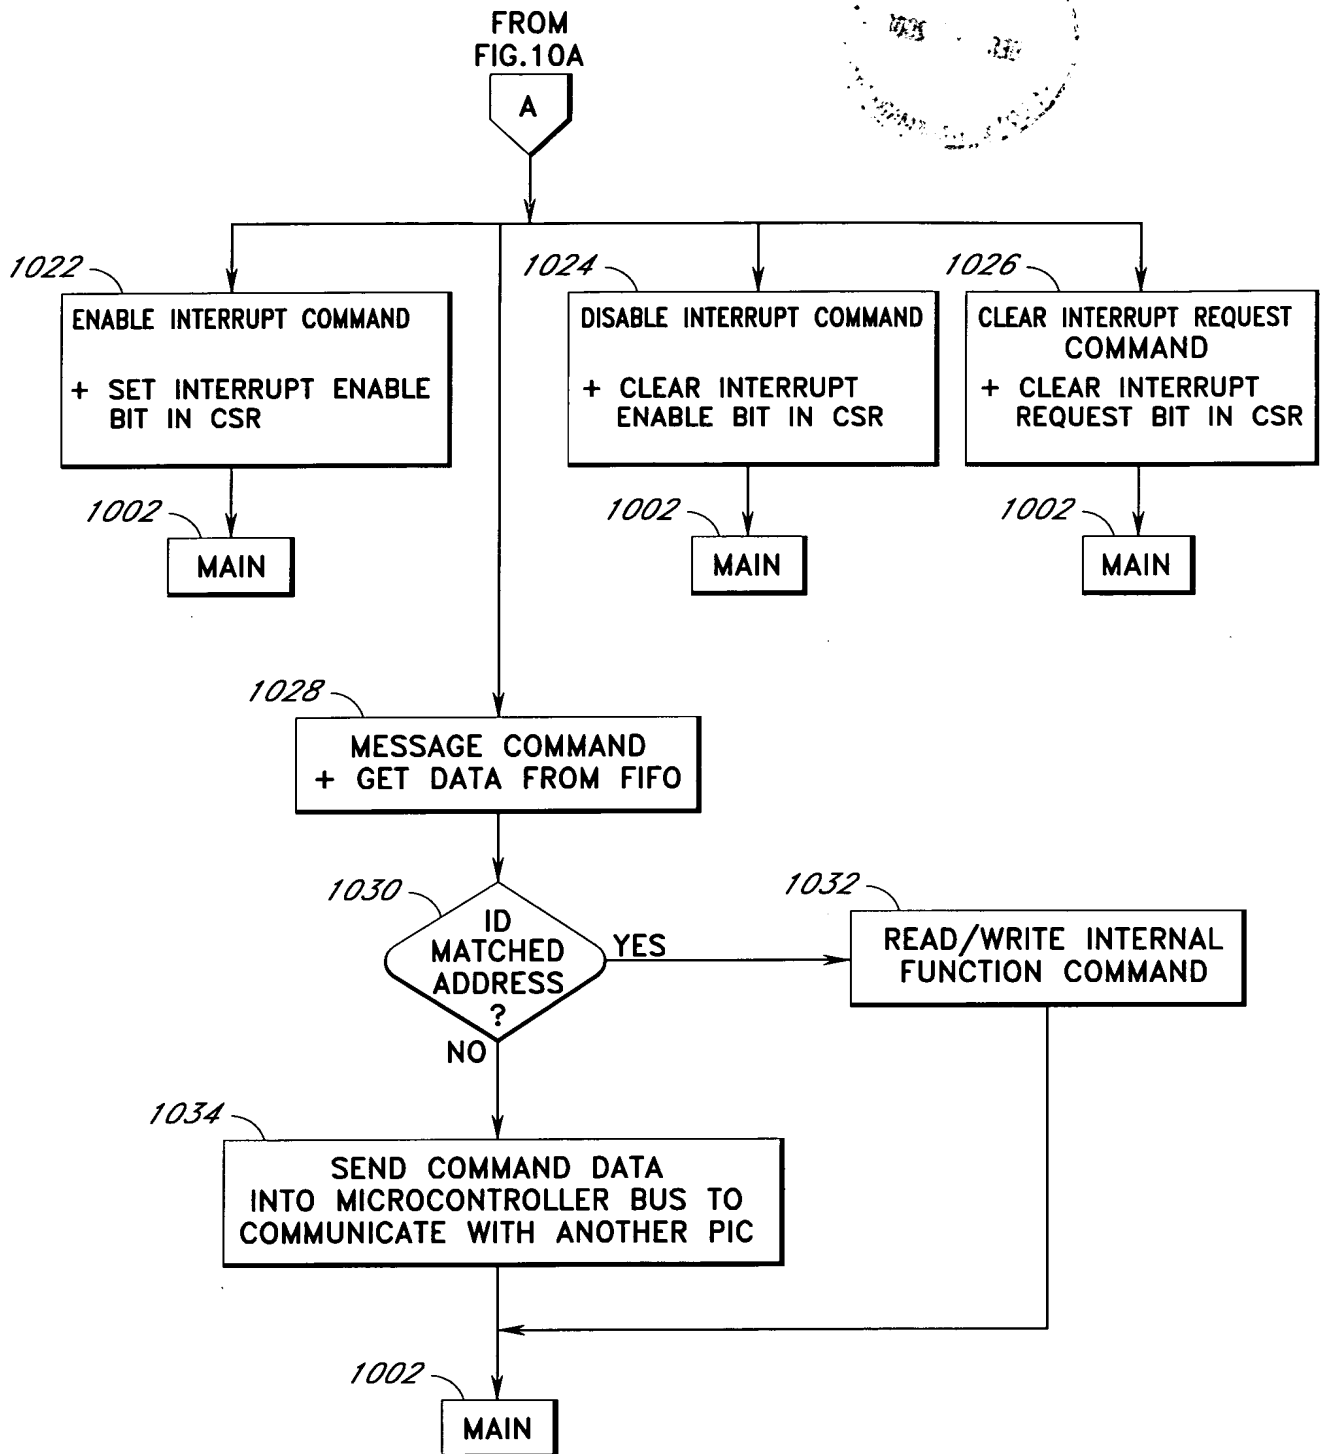 FROM
FIG.10A
A
1022
ENABLE INTERRUPT COMMAND
+ SET INTERRUPT ENABLE
BIT IN CSR
1002
MAIN
1024
DISABLE INTERRUPT COMMAND
+ CLEAR INTERRUPT
ENABLE BIT IN CSR
1002
MAIN
1026
CLEAR INTERRUPT REQUEST
COMMAND
+ CLEAR INTERRUPT
REQUEST BIT IN CSR
1002
MAIN
1028
MESSAGE COMMAND
+ GET DATA FROM FIFO
1030
ID
MATCHED
ADDRESS
?
YES
1032
READ/WRITE INTERNAL
FUNCTION COMMAND
NO
1034
SEND COMMAND DATA
INTO MICROCONTROLLER BUS TO
COMMUNICATE WITH ANOTHER PIC
1002
MAIN